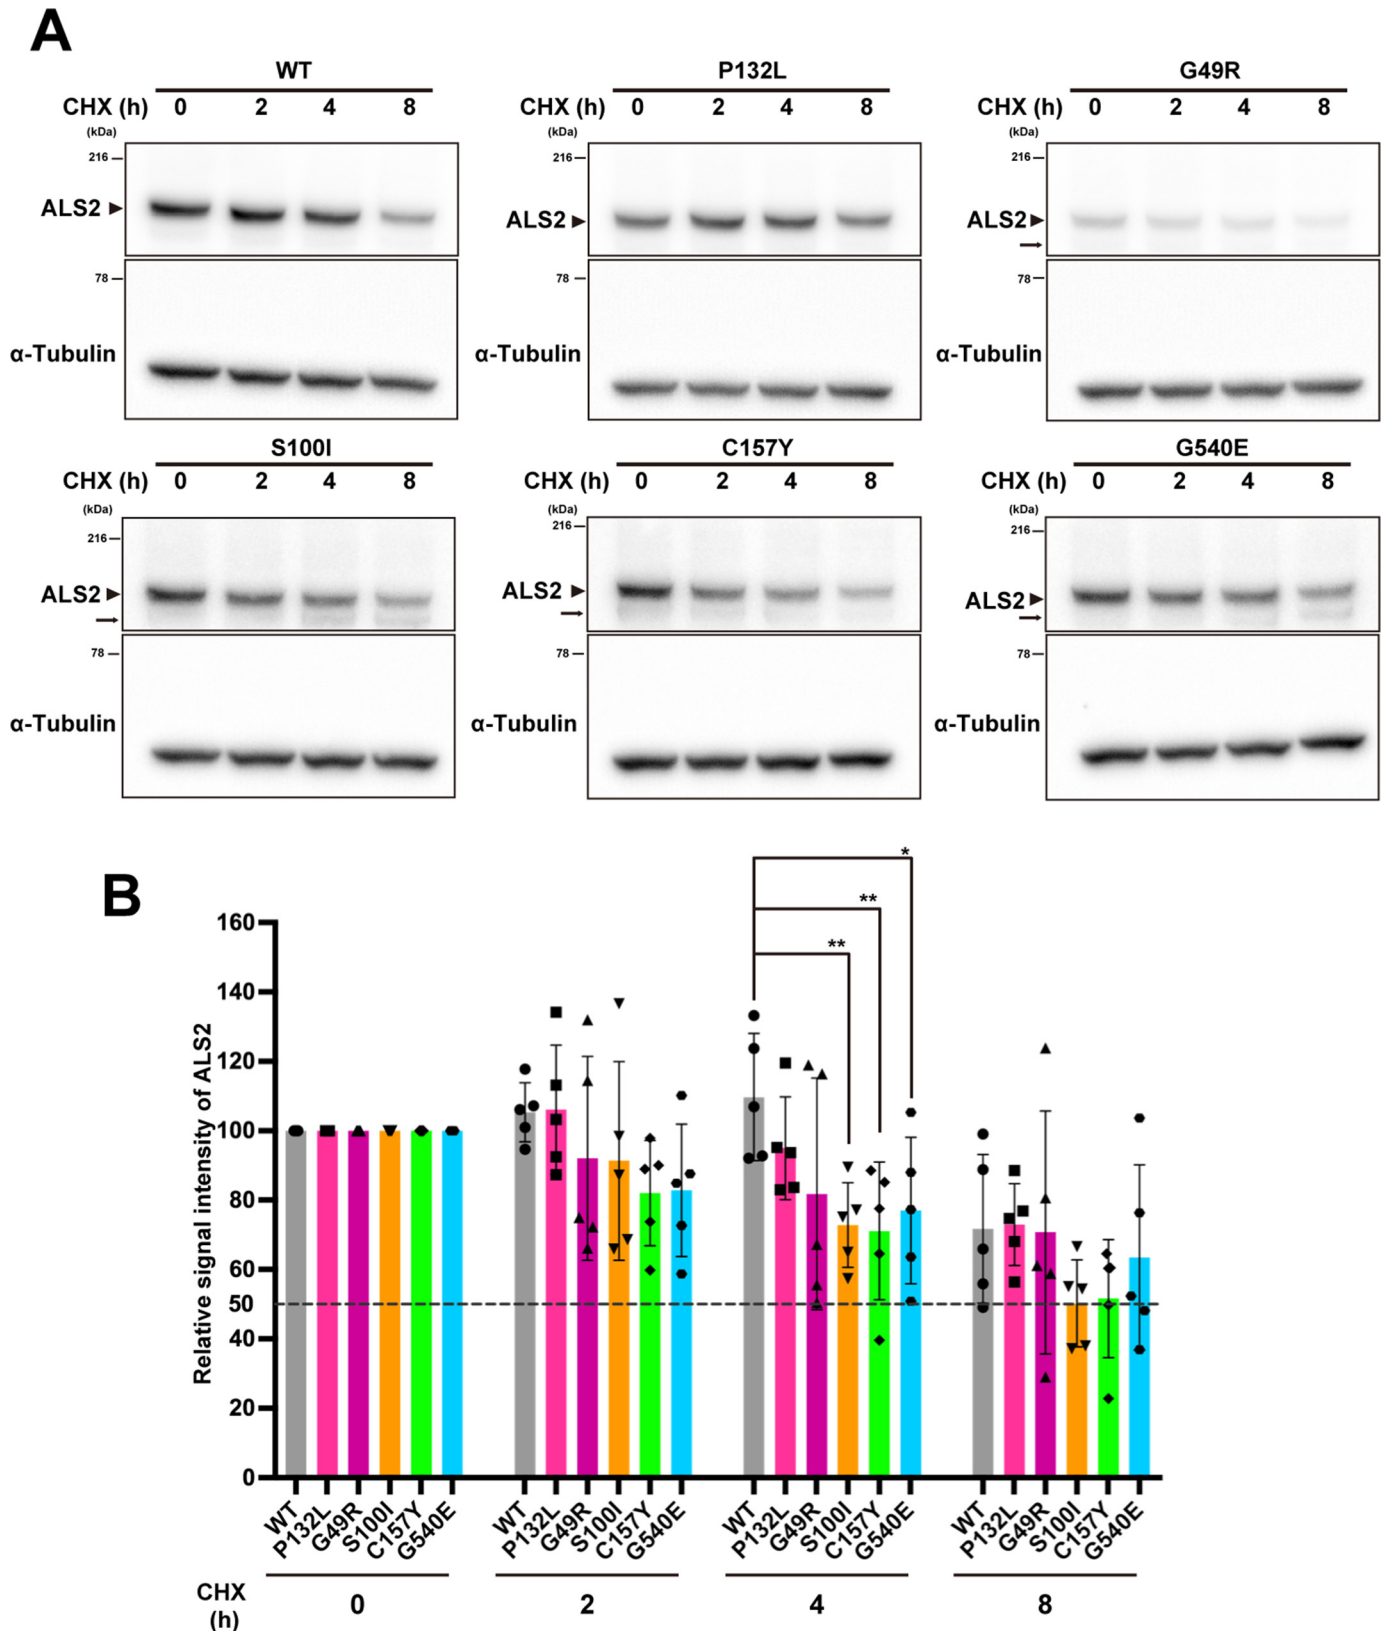 A
WT P132L G49R
CHX (h) 0 2 4 8 CHX (h) 0 2 4 8 CHX (h) 0 2 4 8
(kDa) (kDa) (kDa)
216 216 216
ALS2 ALS2 ALS2
78 78 78
α-Tubulin α-Tubulin α-Tubulin
S100I C157Y G540E
CHX (h) 0 2 4 8 CHX (h) 0 2 4 8 CHX (h) 0 2 4 8
(kDa) (kDa) (kDa)
216 216 216
ALS2 ALS2 ALS2
78 78 78
α-Tubulin α-Tubulin α-Tubulin
B
*
**
**
Relative signal intensity of ALS2
160
140
120
100
80
60
50
40
20
0
WT P132L G49R S100I C157Y G540E WT P132L G49R S100I C157Y G540E WT P132L G49R S100I C157Y G540E WT P132L G49R S100I C157Y G540E
CHX
(h)
0 2 4 8